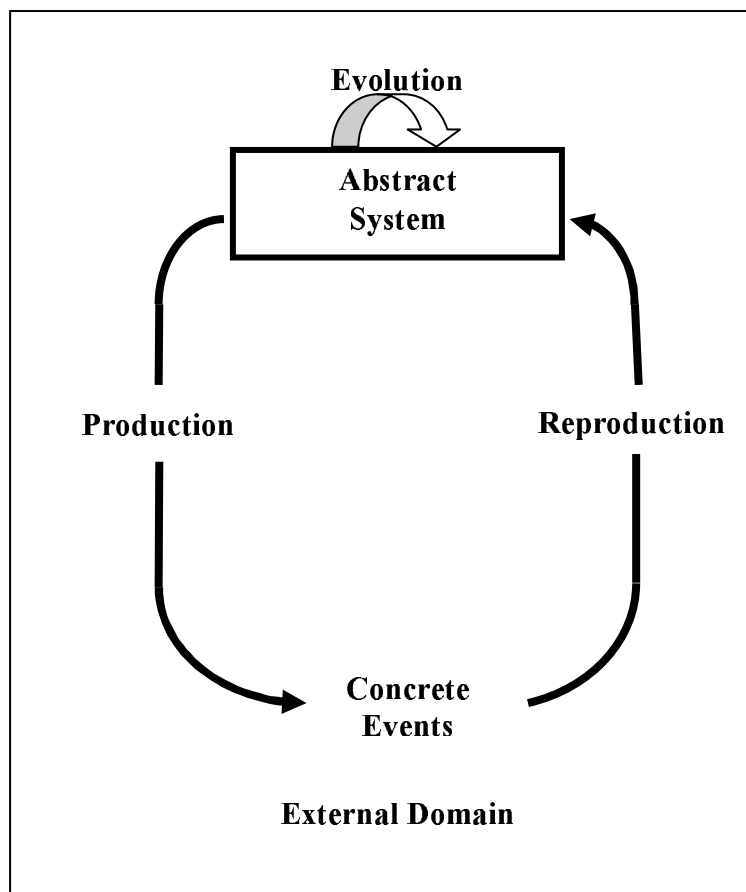 Evolution
Abstract
System
Production
Reproduction
Concrete
Events
External Domain